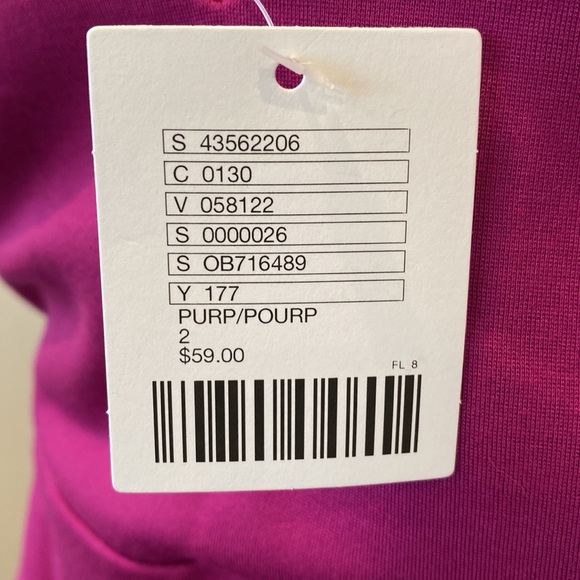 S 43562206
C 0130
V 058122
S 0000026
S OB716489
Y 177
PURP/POURP
2
$59.00
FL 8